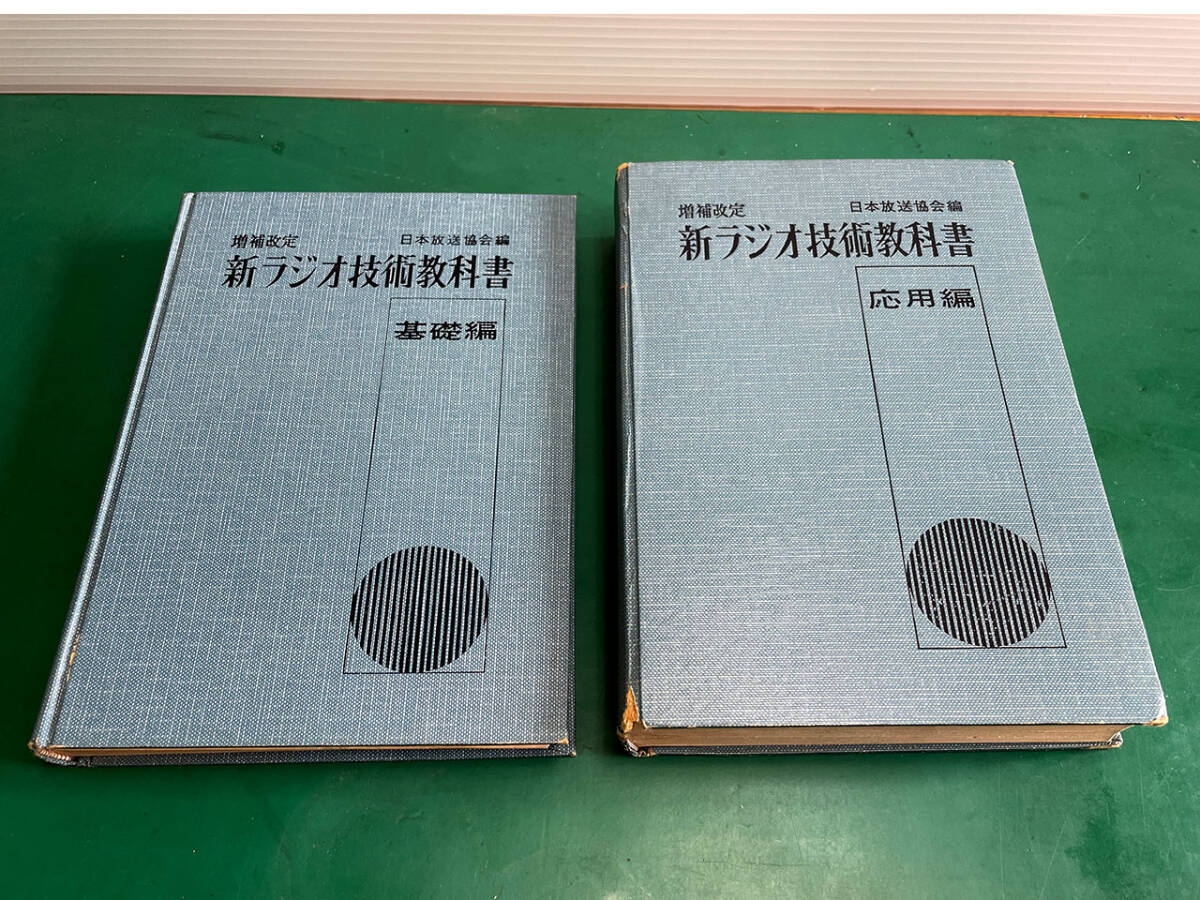 増補改定
日本放送協会編
新ラジオ技術教科書
基礎編
増補改定
日本放送協会編
新ラジオ技術教科書
応用編